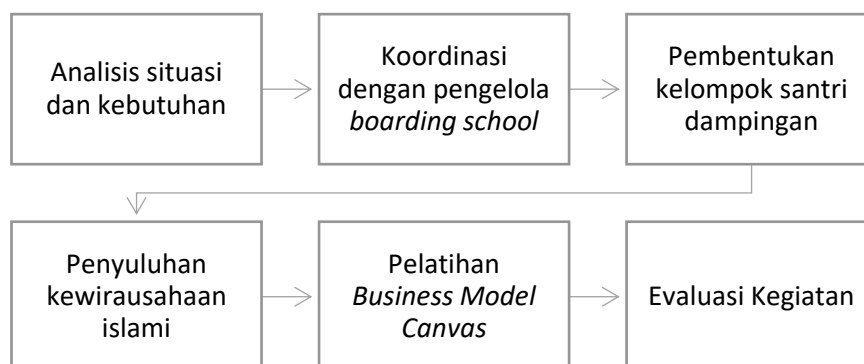 Analisis situasi
dan kebutuhan
Koordinasi
dengan pengelola
boarding school
Pembentukan
kelompok santri
dampingan
Penyuluhan
kewirausahaan
islami
Pelatihan
Business Model
Canvas
Evaluasi Kegiatan